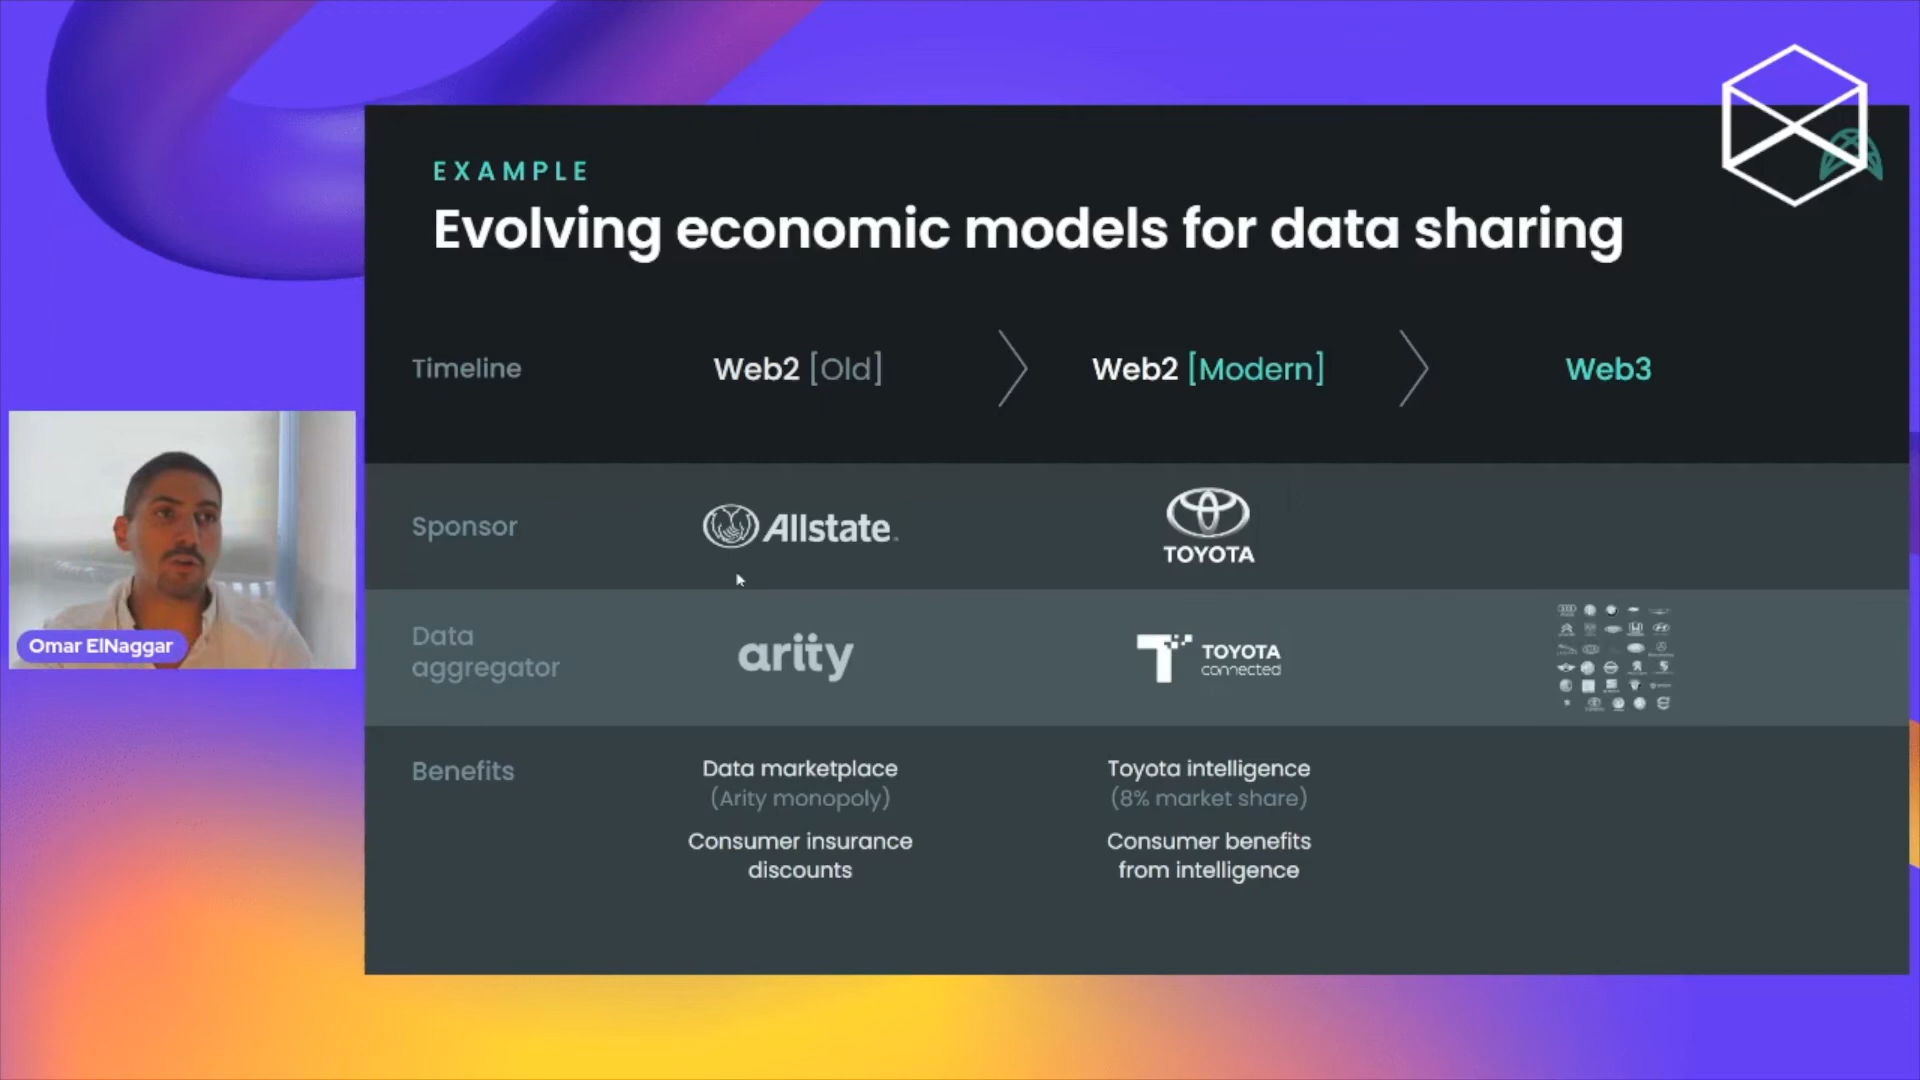 EXAMPLE
Evolving economic models for data sharing
Timeline
Web2 [Old]
Web2 [Modern]
Web3
Sponsor
Allstate
TOYOTA
Data
aggregator
arity
TOYOTA
connected
Benefits
Data marketplace
(Arity monopoly)
Consumer insurance
discounts
Toyota intelligence
(8% market share)
Consumer benefits
from intelligence
Omar ElNaggar